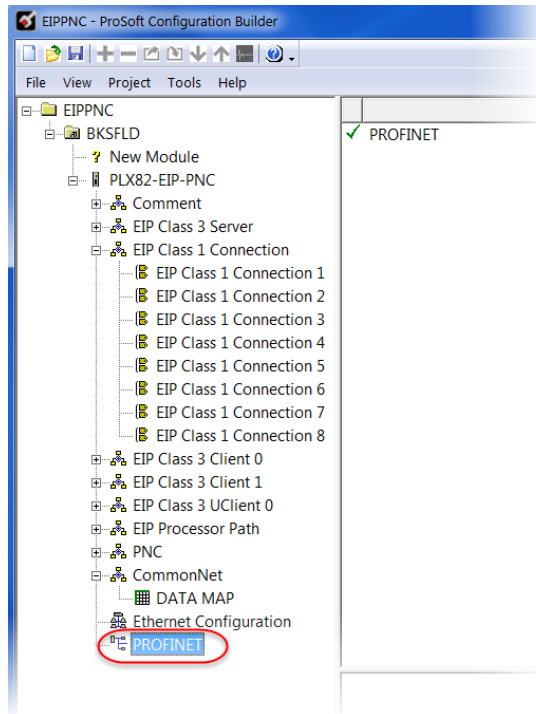 EIPPNC - ProSoft Configuration Builder
File View Project Tools Help
EIPPNC
BKSFLD
New Module
PLX82-EIP-PNC
Comment
EIP Class 3 Server
EIP Class 1 Connection
EIP Class 1 Connection 1
EIP Class 1 Connection 2
EIP Class 1 Connection 3
EIP Class 1 Connection 4
EIP Class 1 Connection 5
EIP Class 1 Connection 6
EIP Class 1 Connection 7
EIP Class 1 Connection 8
EIP Class 3 Client 0
EIP Class 3 Client 1
EIP Class 3 UClient 0
EIP Processor Path
PNC
CommonNet
DATA MAP
Ethernet Configuration
PROFINET
PROFINET